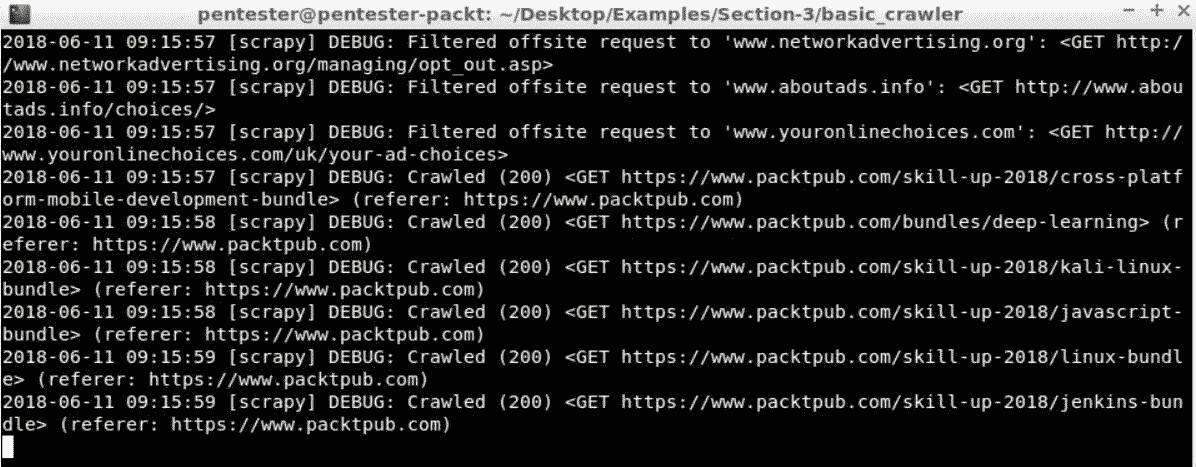 pentester@pentester-packt: ~/Desktop/Examples/Section-3/basic_crawler
2018-06-11 09:15:57 [scrapy] DEBUG: Filtered offsite request to 'www.networkadvertising.org': <GET http:/
/www.networkadvertising.org/managing/opt_out.asp>
2018-06-11 09:15:57 [scrapy] DEBUG: Filtered offsite request to 'www.aboutads.info': <GET http://www.abou
tads.info/choices/>
2018-06-11 09:15:57 [scrapy] DEBUG: Filtered offsite request to 'www.youronlinechoices.com': <GET http://
www.youronlinechoices.com/uk/your-ad-choices>
2018-06-11 09:15:57 [scrapy] DEBUG: Crawled (200) <GET https://www.packtpub.com/skill-up-2018/cross-platf
orm-mobile-development-bundle> (referer: https://www.packtpub.com)
2018-06-11 09:15:58 [scrapy] DEBUG: Crawled (200) <GET https://www.packtpub.com/bundles/deep-learning> (r
eferer: https://www.packtpub.com)
2018-06-11 09:15:58 [scrapy] DEBUG: Crawled (200) <GET https://www.packtpub.com/skill-up-2018/kali-linux-
bundle> (referer: https://www.packtpub.com)
2018-06-11 09:15:58 [scrapy] DEBUG: Crawled (200) <GET https://www.packtpub.com/skill-up-2018/javascript-
bundle> (referer: https://www.packtpub.com)
2018-06-11 09:15:59 [scrapy] DEBUG: Crawled (200) <GET https://www.packtpub.com/skill-up-2018/linux-bundl
e> (referer: https://www.packtpub.com)
2018-06-11 09:15:59 [scrapy] DEBUG: Crawled (200) <GET https://www.packtpub.com/skill-up-2018/jenkins-bun
dle> (referer: https://www.packtpub.com)